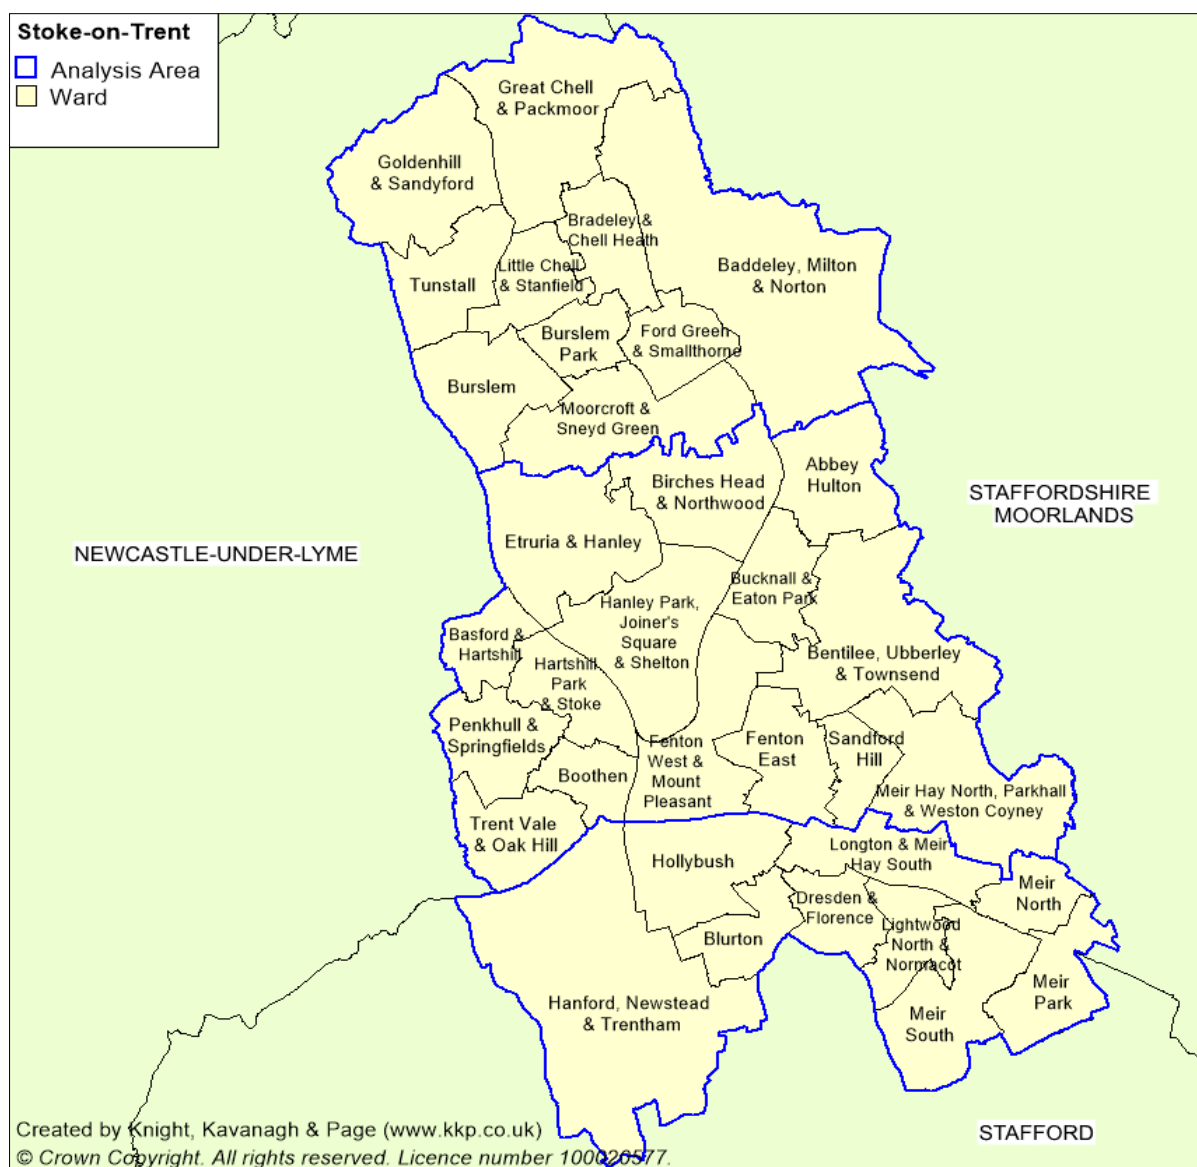 Stoke-on-Trent
Analysis Area
Ward
Great Chell
& Packmoor
Goldenhill
& Sandyford
Bradeley &
Chell Heath
Baddeley, Milton
& Norton
Little Chell
& Stanfield
Tunstall
Burslem
Park
Ford Green
& Smallthorne
Burslem
Moorcroft &
Sneyd Green
Abbey
Hulton
Birches Head
& Northwood
STAFFORDSHIRE
MOORLANDS
NEWCASTLE-UNDER-LYME
Etruria & Hanley
Bucknall &
Eaton Park
Hanley Park,
Joiner's
Square
& Shelton
Basford &
Hartshill
Hartshill
Park
& Stoke
Bentilee, Ubberley
& Townsend
Penkhull &
Springfields
Fenton
West &
Mount
Pleasant
Fenton
East
Sandford
Hill
Boothen
Meir Hay North, Parkhall
& Weston Coyney
Trent Vale
& Oak Hill
Hollybush
Longton & Meir
Hay South
Meir
North
Dresden &
Florence
Lightwood
North &
Normacot
Blurton
Meir
Park
Hanford, Newstead
& Trentham
Meir
South
STAFFORD
Created by Knight, Kavanagh & Page (www.kkp.co.uk)
© Crown Copyright. All rights reserved. Licence number 100020577.